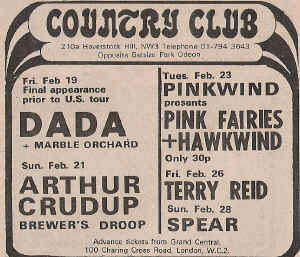 COUNTRY CLUB
210a Haverstock Hill, NW3 Telephone 01-794 3643
Opposite Belsize Park Odeon
Fri. Feb 19
Final appearance
prior to U.S. tour
DADA
+ MARBLE ORCHARD
Sun. Feb. 21
ARTHUR
CRUDUP
BREWER'S DROOP
Tues. Feb. 23
PINKWIND
presents
PINK FAIRIES
+HAWKWIND
Only 30p
Fri. Feb 26
TERRY REID
Sun. Feb 28
SPEAR
Advance tickets from Grand Central,
100 Charing Cross Road, London, W.C.2.